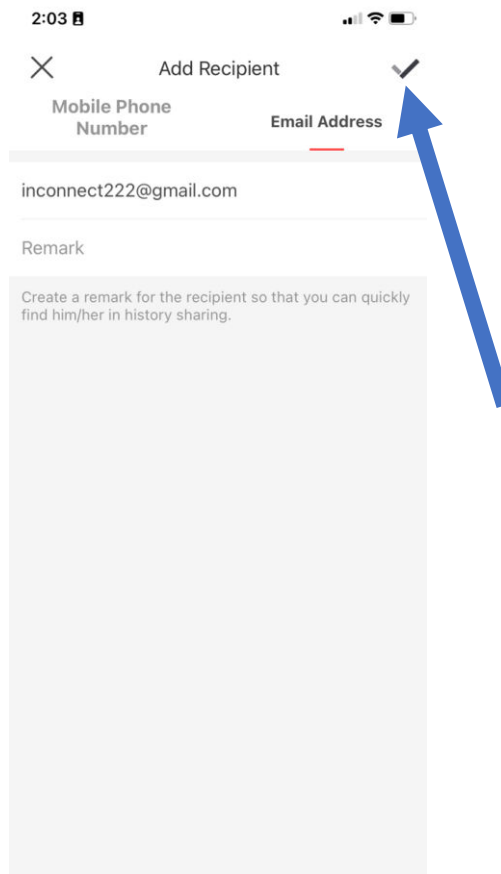 2:03
Add Recipient
Mobile Phone
Number
Email Address
inconnect222@gmail.com
Remark
Create a remark for the recipient so that you can quickly
find him/her in history sharing.